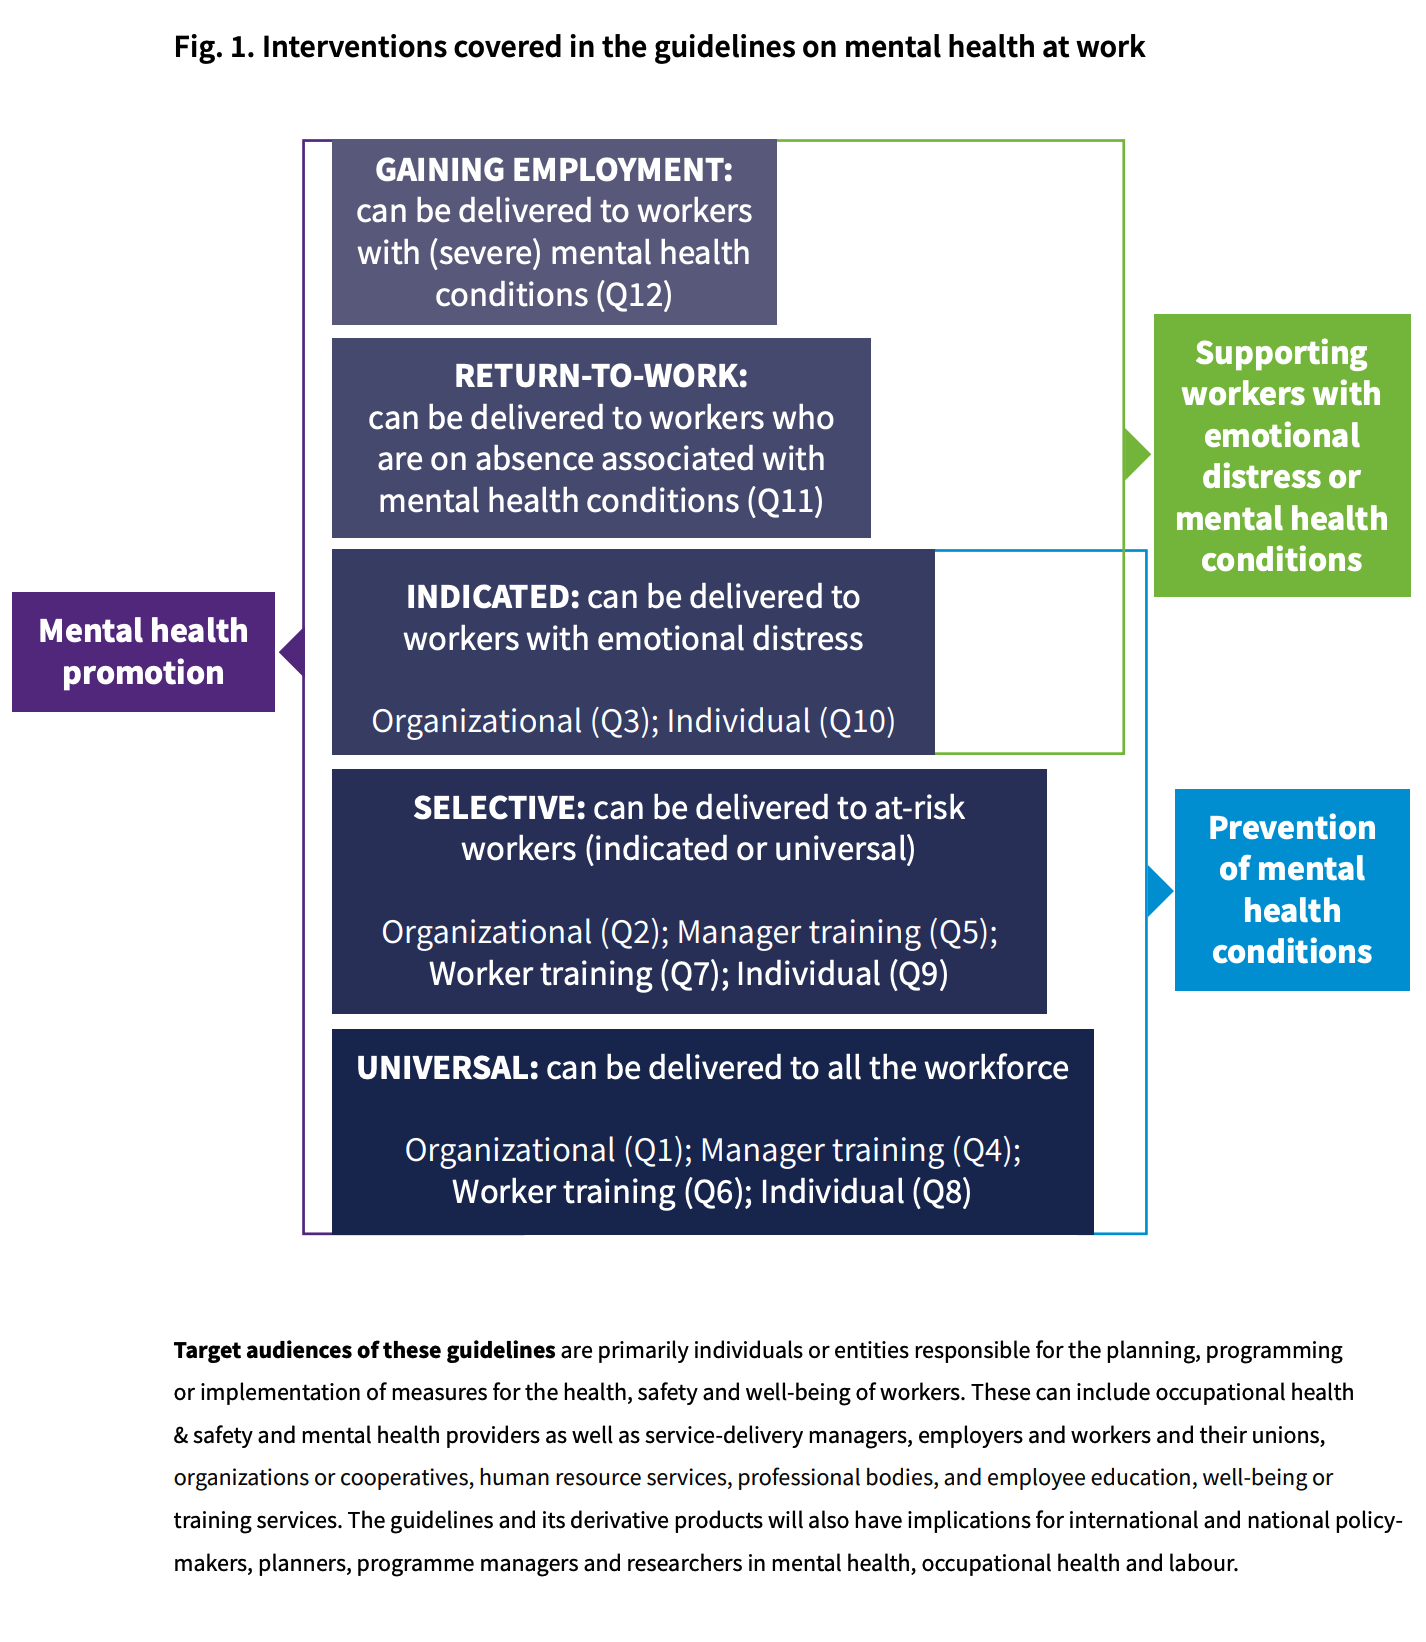 Fig. 1. Interventions covered in the guidelines on mental health at work
GAINING EMPLOYMENT:
can be delivered to workers
with (severe) mental health
conditions (Q12)
RETURN-TO-WORK:
can be delivered to workers who
are on absence associated with
mental health conditions (Q11)
INDICATED: can be delivered to
workers with emotional distress
Organizational (Q3); Individual (Q10)
SELECTIVE: can be delivered to at-risk
workers (indicated or universal)
Organizational (Q2); Manager training (Q5);
Worker training (Q7); Individual (Q9)
UNIVERSAL: can be delivered to all the workforce
Organizational (Q1); Manager training (Q4);
Worker training (Q6); Individual (Q8)
Mental health
promotion
Supporting
workers with
emotional
distress or
mental health
conditions
Prevention
of mental
health
conditions
Target audiences of these guidelines are primarily individuals or entities responsible for the planning, programming
or implementation of measures for the health, safety and well-being of workers. These can include occupational health
& safety and mental health providers as well as service-delivery managers, employers and workers and their unions,
organizations or cooperatives, human resource services, professional bodies, and employee education, well-being or
training services. The guidelines and its derivative products will also have implications for international and national policy-
makers, planners, programme managers and researchers in mental health, occupational health and labour.